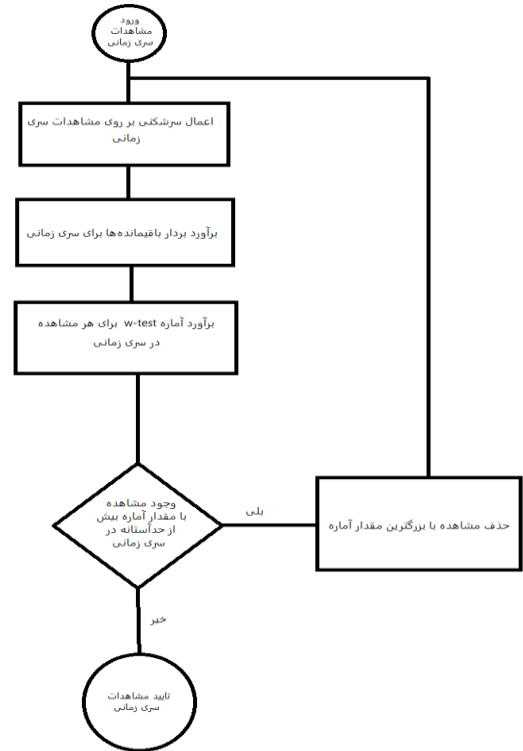 ورود
مشاهدات
سری زمانی
اعمال سرشکنی بر روی مشاهدات سری
زمانی
برآورد بردار باقیمانده‌ها برای سری زمانی
برآورد آماره w-test برای هر مشاهده
در سری زمانی
وجود مشاهده
با مقدار آماره بیش
از حدآستانه در
سری زمانی
بلی
حذف مشاهده با بزرگترین مقدار آماره
خیر
تایید مشاهدات
سری زمانی